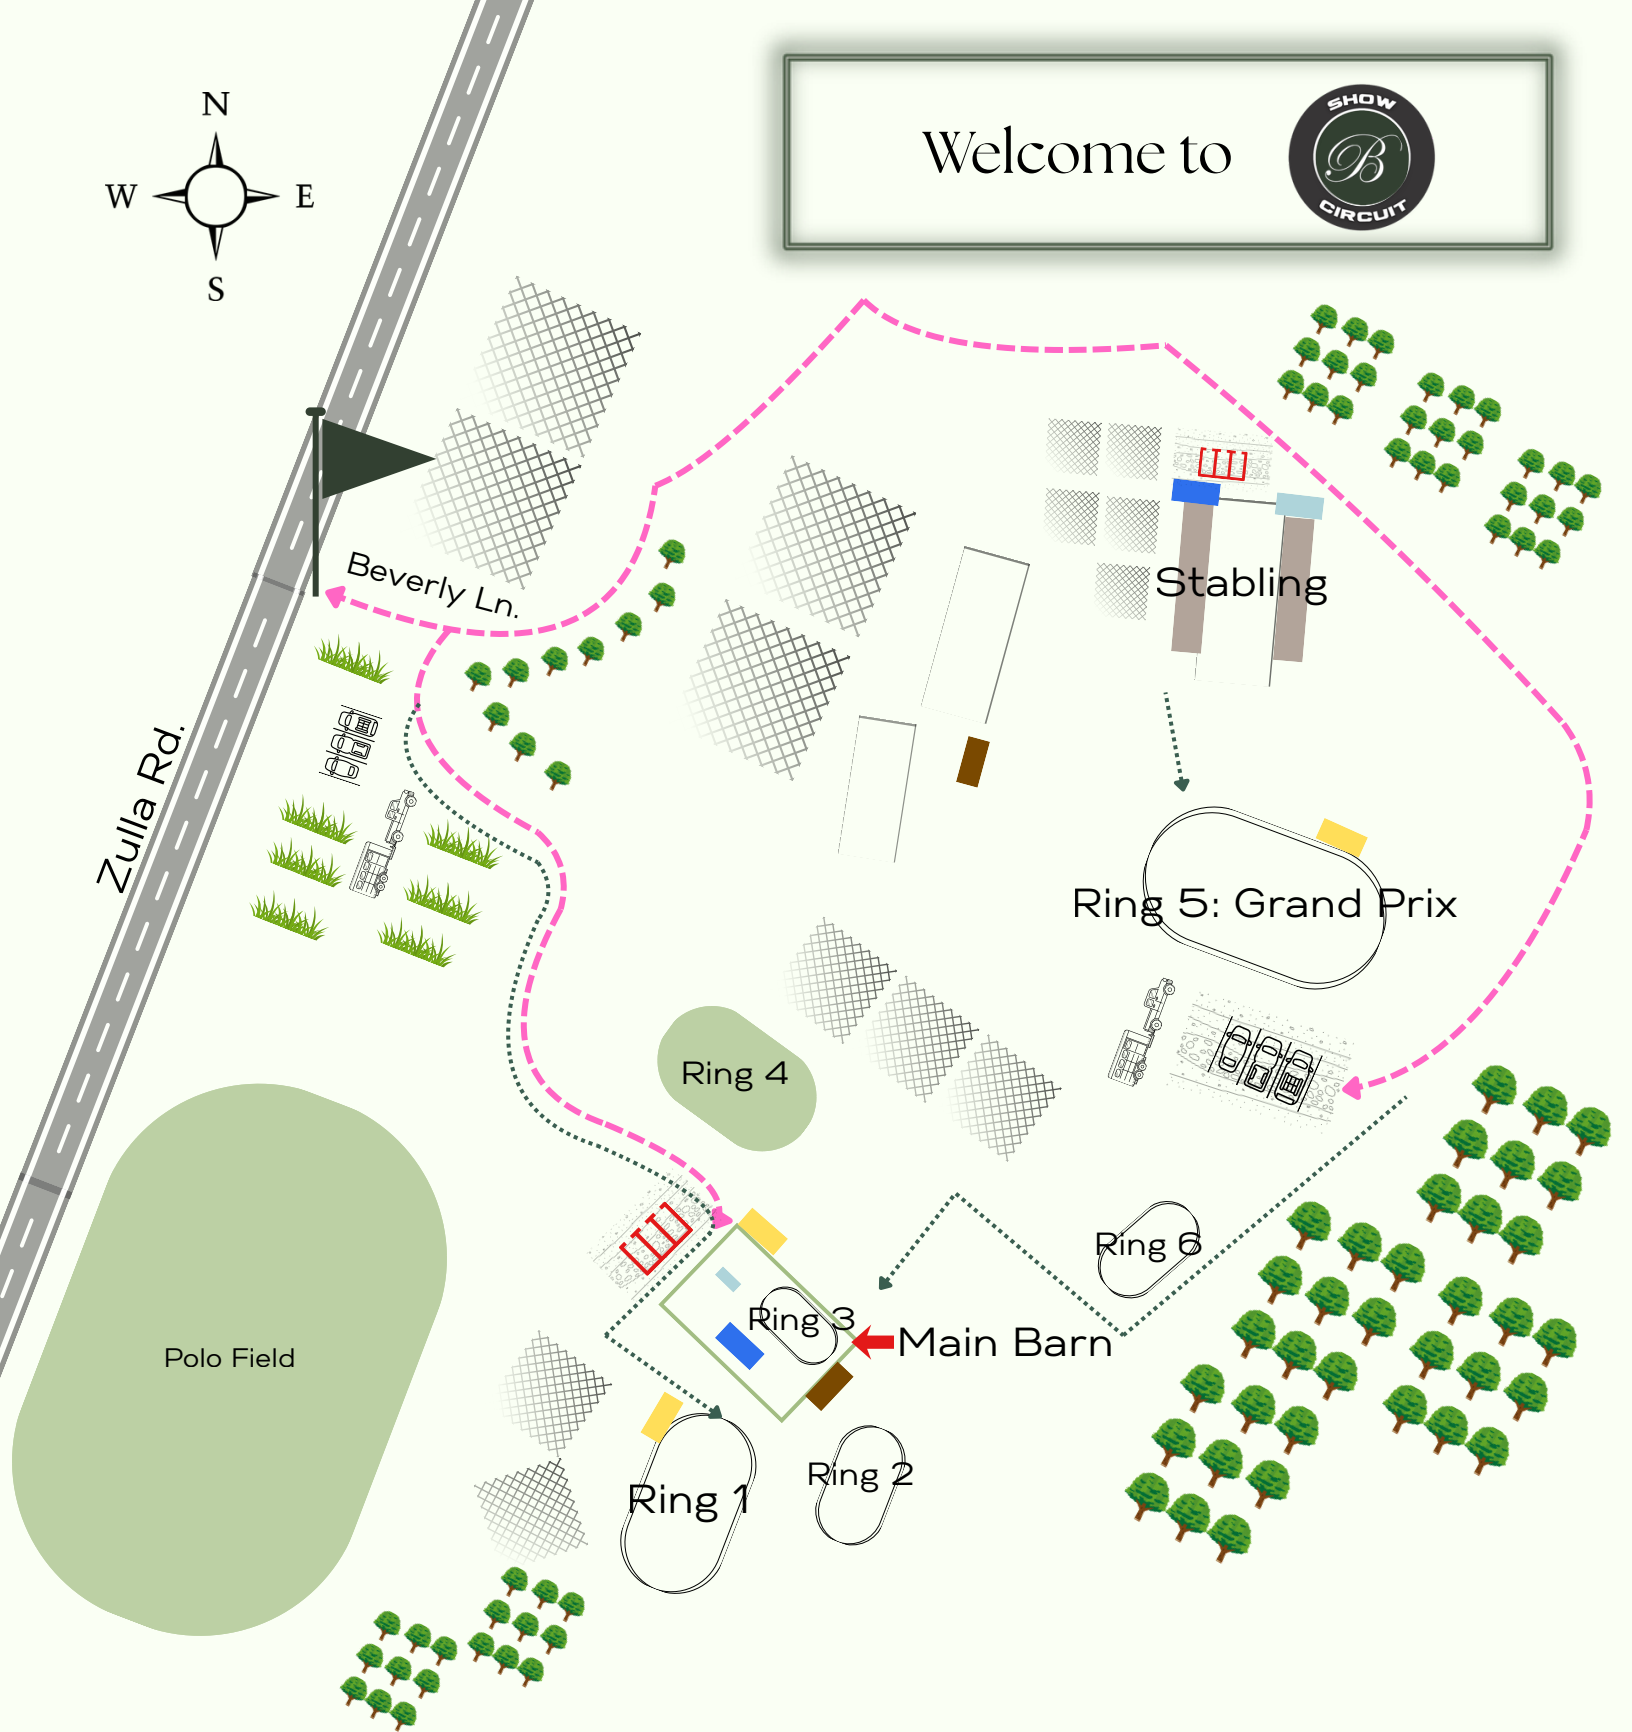 Welcome to
SHOW
B
CIRCUIT
N
W
E
S
Beverly Ln.
Zulla Rd.
Stabling
Ring 5: Grand Prix
Ring 4
Ring 6
Ring 3
Main Barn
Polo Field
Ring 2
Ring 1